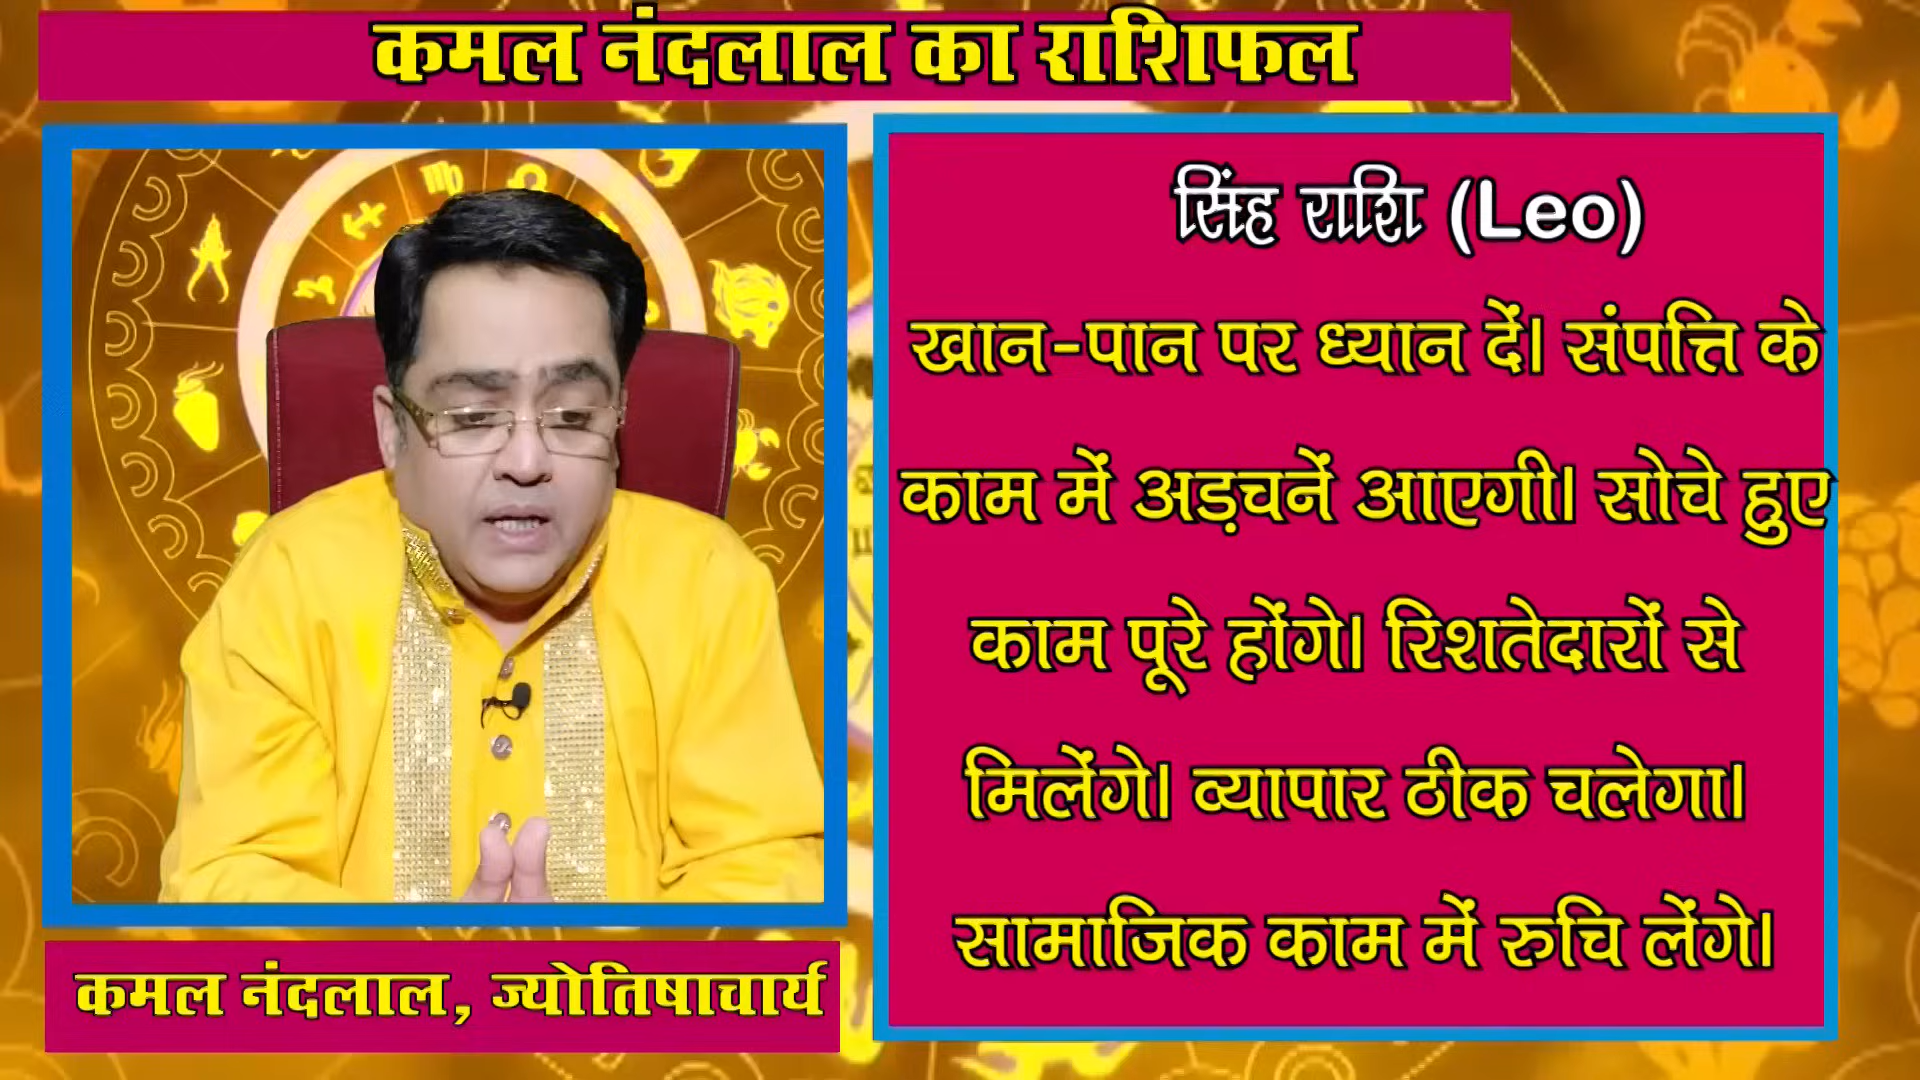 कमल नंदलाल का राशिफल
सिंह राशि (Leo)
खान-पान पर ध्यान दें। संपत्ति के
काम में अड़चनें आएगी। सोचे हुए
काम पूरे होंगे। रिशतेदारों से
मिलेंगे। व्यापार ठीक चलेगा।
सामाजिक काम में रुचि लेंगे।
कमल नंदलाल, ज्योतिषाचार्य